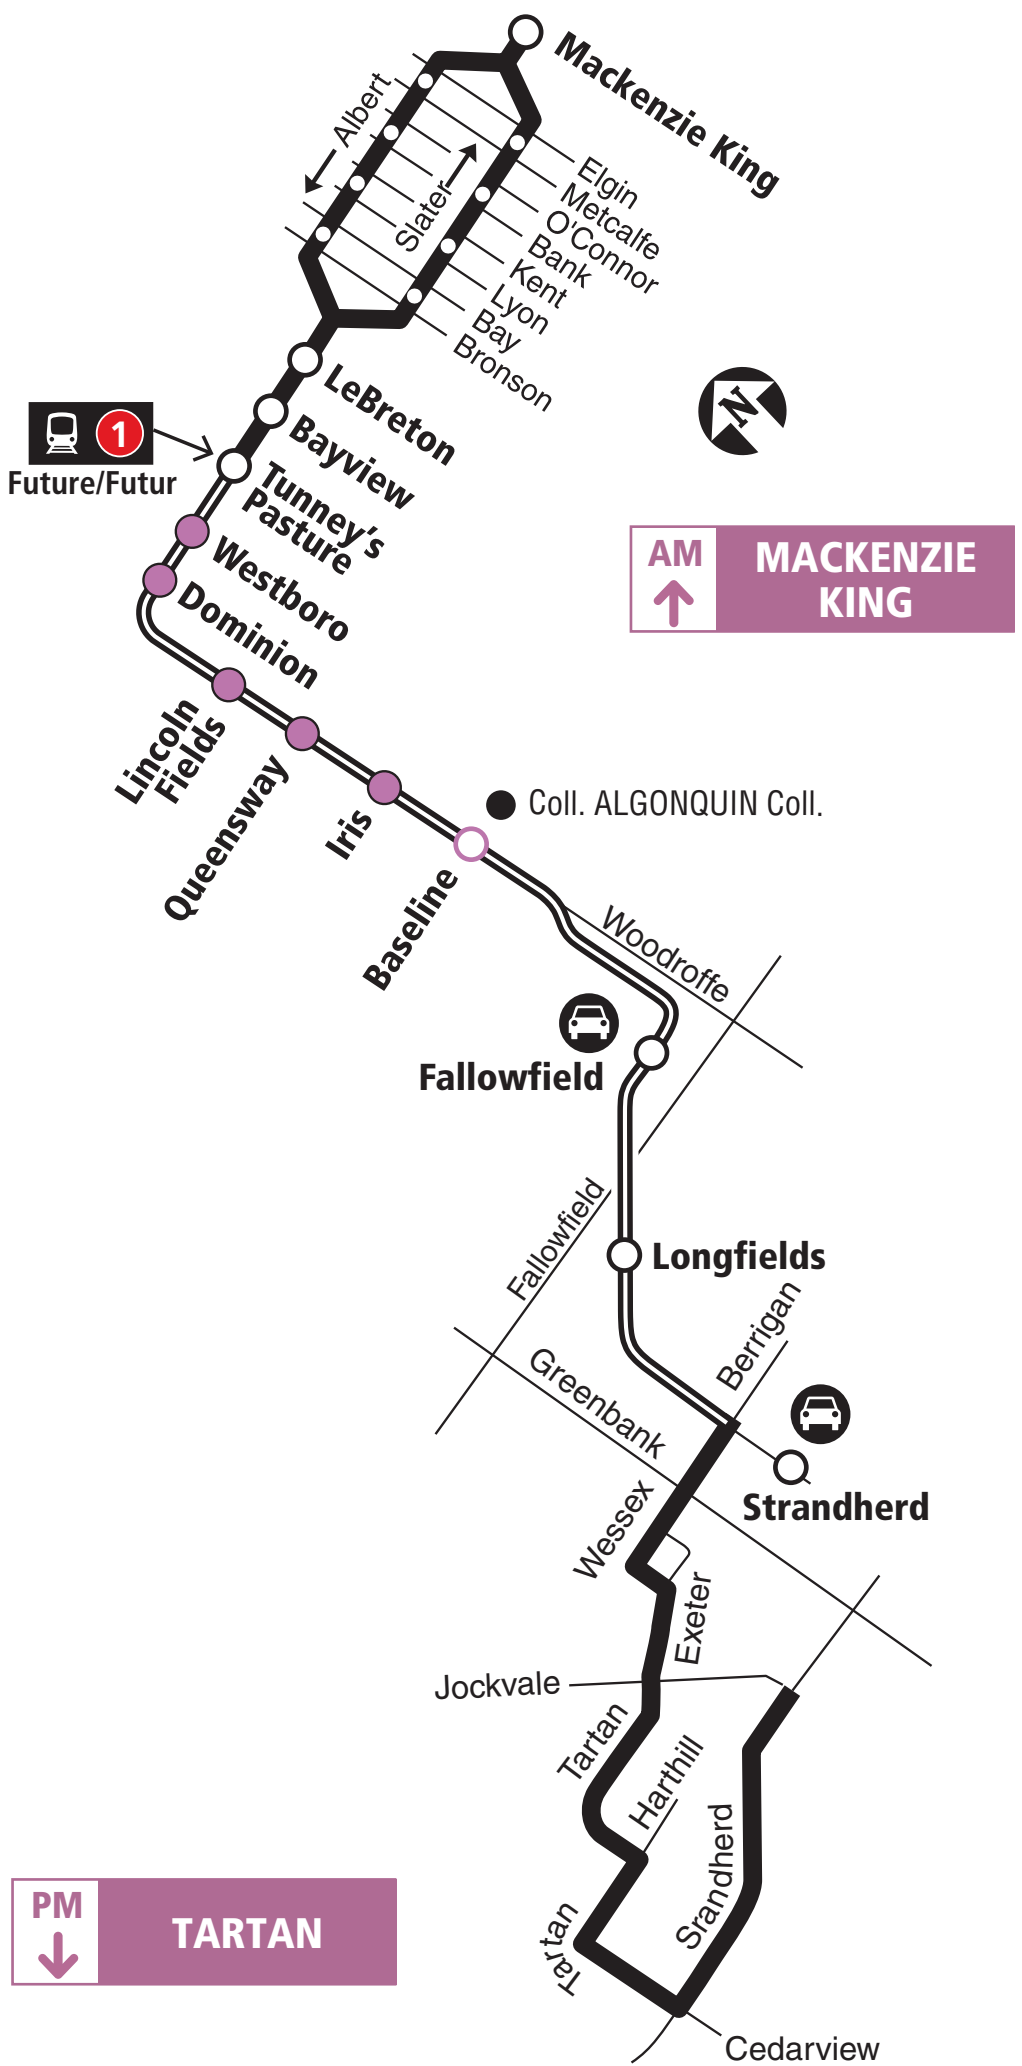 Mackenzie King
Albert
Slater
Elgin
Metcalfe
O'Connor
Bank
Kent
Lyon
Bay
Bronson
LeBreton
Bayview
1
Future/Futur
Tunney's
Pasture
N
Westboro
Dominion
AM
MACKENZIE
KING
Lincoln
Fields
Queensway
Iris
Baseline
Coll. ALGONQUIN Coll.
Woodroffe
Fallowfield
Fallowfield
Longfields
Berrigan
Greenbank
Strandherd
Wessex
Exeter
Jockvale
Tartan
Harthill
Srandherd
Tartan
PM
TARTAN
Cedarview